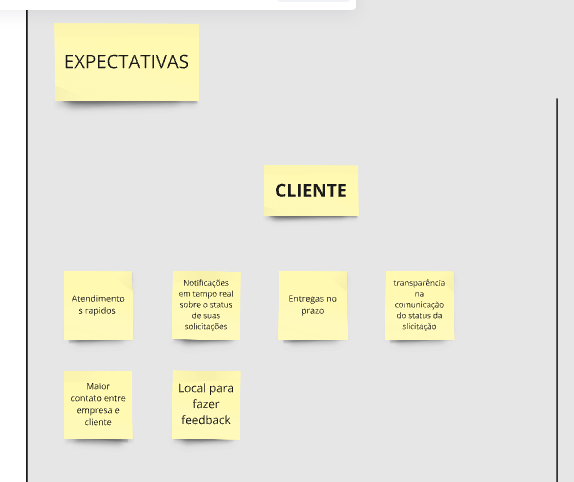 EXPECTATIVAS
CLIENTE
Atendimento
s rapidos
Notificações
em tempo real
sobre o status
de suas
solicitações
Entregas no
prazo
transparência
na
comunicação
do status da
slicitação
Maior
contato entre
empresa e
cliente
Local para
fazer
feedback